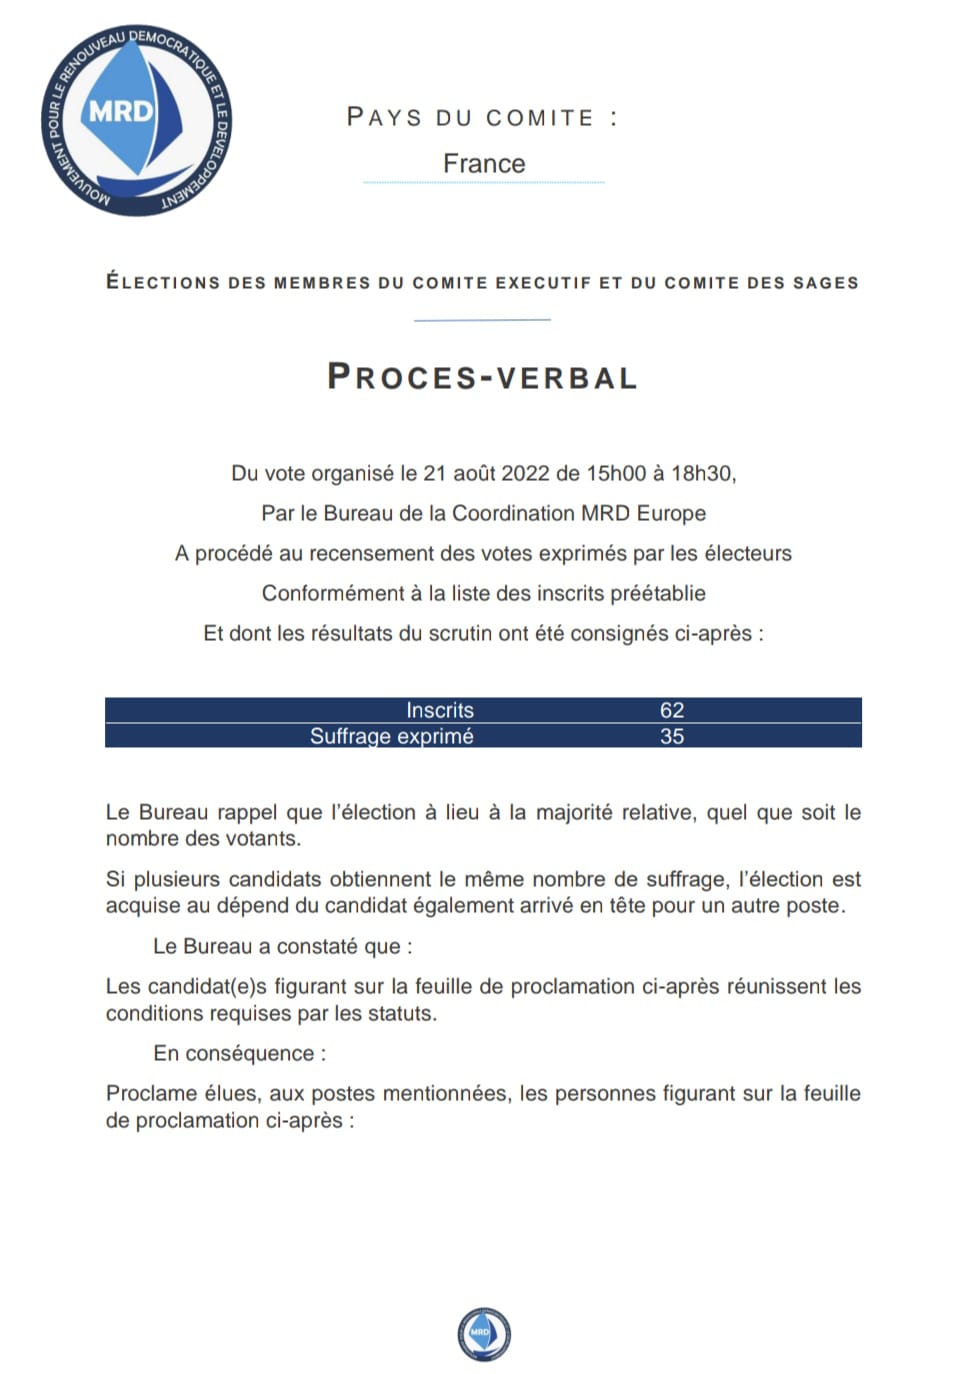 MOUVEMENT POUR LE RENOUVEAU DEMOCRATIQUE ET LE DEVELOPPEMENT
MRD
PAYS DU COMITE :
France
ÉLECTIONS DES MEMBRES DU COMITE EXECUTIF ET DU COMITE DES SAGES
PROCES-VERBAL
Du vote organisé le 21 août 2022 de 15h00 à 18h30,
Par le Bureau de la Coordination MRD Europe
A procédé au recensement des votes exprimés par les électeurs
Conformément à la liste des inscrits préétablie
Et dont les résultats du scrutin ont été consignés ci-après :
Inscrits 62
Suffrage exprimé 35
Le Bureau rappel que l’élection à lieu à la majorité relative, quel que soit le
nombre des votants.
Si plusieurs candidats obtiennent le même nombre de suffrage, l’élection est
acquise au dépend du candidat également arrivé en tête pour un autre poste.
Le Bureau a constaté que :
Les candidat(e)s figurant sur la feuille de proclamation ci-après réunissent les
conditions requises par les statuts.
En conséquence :
Proclame élues, aux postes mentionnées, les personnes figurant sur la feuille
de proclamation ci-après :
MRD